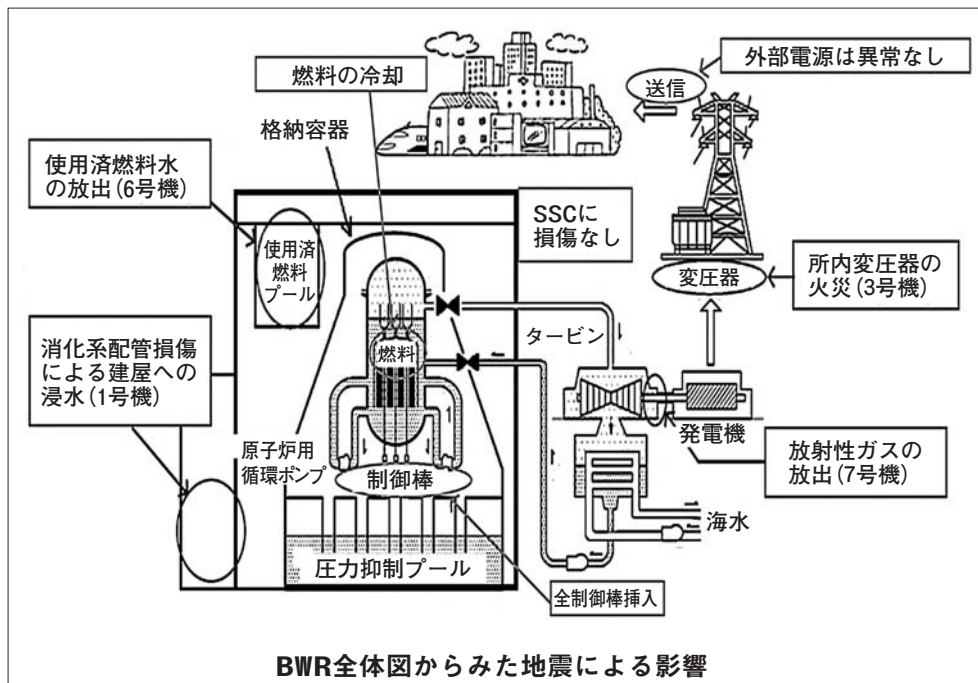 外部電源は異常なし
送信
燃料の冷却
格納容器
使用済燃料水
の放出(6号機)
SSCに
損傷なし
使用済
燃料
プール
変圧器
所内変圧器の
火災(3号機)
タービン
消化系配管損傷
による建屋への
浸水(1号機)
燃料
発電機
原子炉用
循環ポンプ
放射性ガスの
放出(7号機)
制御棒
海水
圧力抑制プール
全制御棒挿入
BWR全体図からみた地震による影響